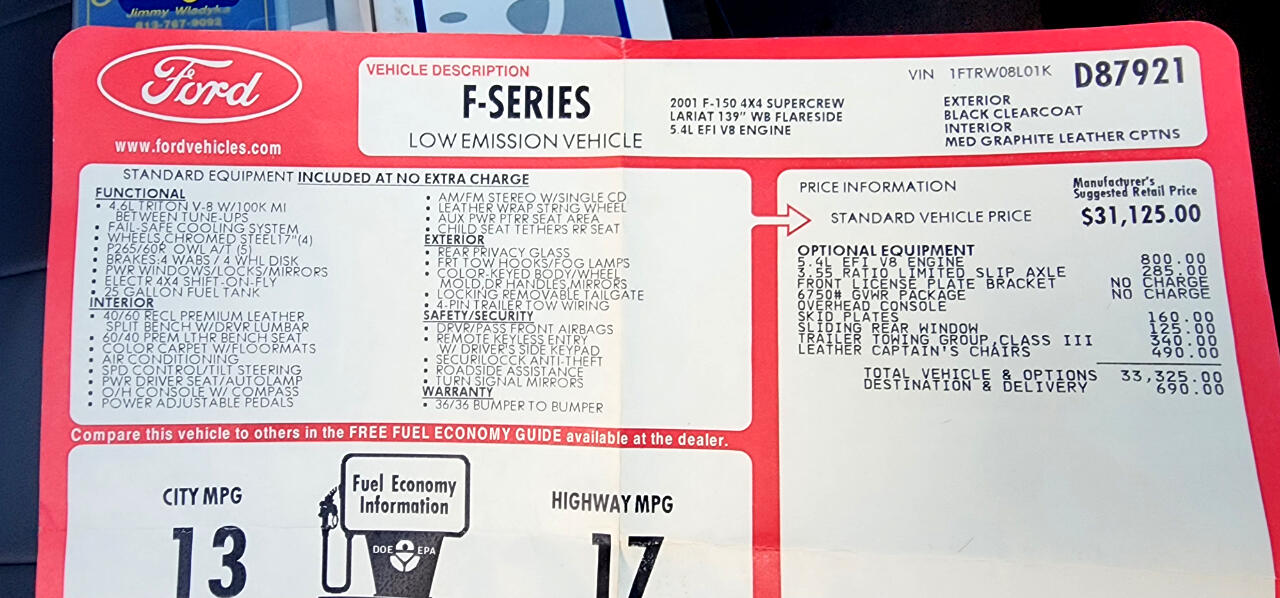 Jimmy Wladyka
813-767-9092
Ford
www.fordvehicles.com
VEHICLE DESCRIPTION
F-SERIES
LOW EMISSION VEHICLE
2001 F-150 4X4 SUPERCREW
LARIAT 139" WB FLARESIDE
5.4L EFI V8 ENGINE
VIN 1FTRW08L01K D87921
EXTERIOR
BLACK CLEARCOAT
INTERIOR
MED GRAPHITE LEATHER CPTNS
STANDARD EQUIPMENT INCLUDED AT NO EXTRA CHARGE
FUNCTIONAL
• 4.6L TRITON V-8 W/100K MI
BETWEEN TUNE-UPS
• FAIL-SAFE COOLING SYSTEM
• WHEELS,CHROMED STEEL17"(4)
• P265/60R OWL A/T (5)
• BRAKES:4 WABS / 4 WHL DISK
• PWR WINDOWS/LOCKS/MIRRORS
• ELECTR 4X4 SHIFT-ON-FLY
• 25 GALLON FUEL TANK
INTERIOR
• 40/60 RECL PREMIUM LEATHER
SPLIT BENCH W/DRVR LUMBAR
• 60/40 PREM LTHR BENCH SEAT
• COLOR CARPET W/FLOORMATS
• AIR CONDITIONING
• SPD CONTROL/TILT STEERING
• PWR DRIVER SEAT/AUTOLAMP
• O/H CONSOLE W/ COMPASS
• POWER ADJUSTABLE PEDALS
• AM/FM STEREO W/SINGLE CD
• LEATHER WRAP STRNG WHEEL
• AUX PWR PTRR SEAT AREA
• CHILD SEAT TETHERS RR SEAT
EXTERIOR
• REAR PRIVACY GLASS
• FRT TOW HOOKS/FOG LAMPS
• COLOR-KEYED BODY/WHEEL
MOLD,DR HANDLES,MIRRORS
• LOCKING REMOVABLE TAILGATE
• 4-PIN TRAILER TOW WIRING
SAFETY/SECURITY
• DRVR/PASS FRONT AIRBAGS
• REMOTE KEYLESS ENTRY
W/ DRIVER'S SIDE KEYPAD
• SECURILOCK ANTI-THEFT
• ROADSIDE ASSISTANCE
• TURN SIGNAL MIRRORS
WARRANTY
• 36/36 BUMPER TO BUMPER
PRICE INFORMATION
Manufacturer's
Suggested Retail Price
STANDARD VEHICLE PRICE $31,125.00
OPTIONAL EQUIPMENT
5.4L EFI V8 ENGINE 800.00
3.55 RATIO LIMITED SLIP AXLE 285.00
FRONT LICENSE PLATE BRACKET NO CHARGE
6750# GVWR PACKAGE NO CHARGE
OVERHEAD CONSOLE
SKID PLATES 160.00
SLIDING REAR WINDOW 125.00
TRAILER TOWING GROUP,CLASS III 340.00
LEATHER CAPTAIN'S CHAIRS 490.00
TOTAL VEHICLE & OPTIONS 33,325.00
DESTINATION & DELIVERY 690.00
Compare this vehicle to others in the FREE FUEL ECONOMY GUIDE available at the dealer.
CITY MPG
13
Fuel Economy
Information
DOE EPA
HIGHWAY MPG
17